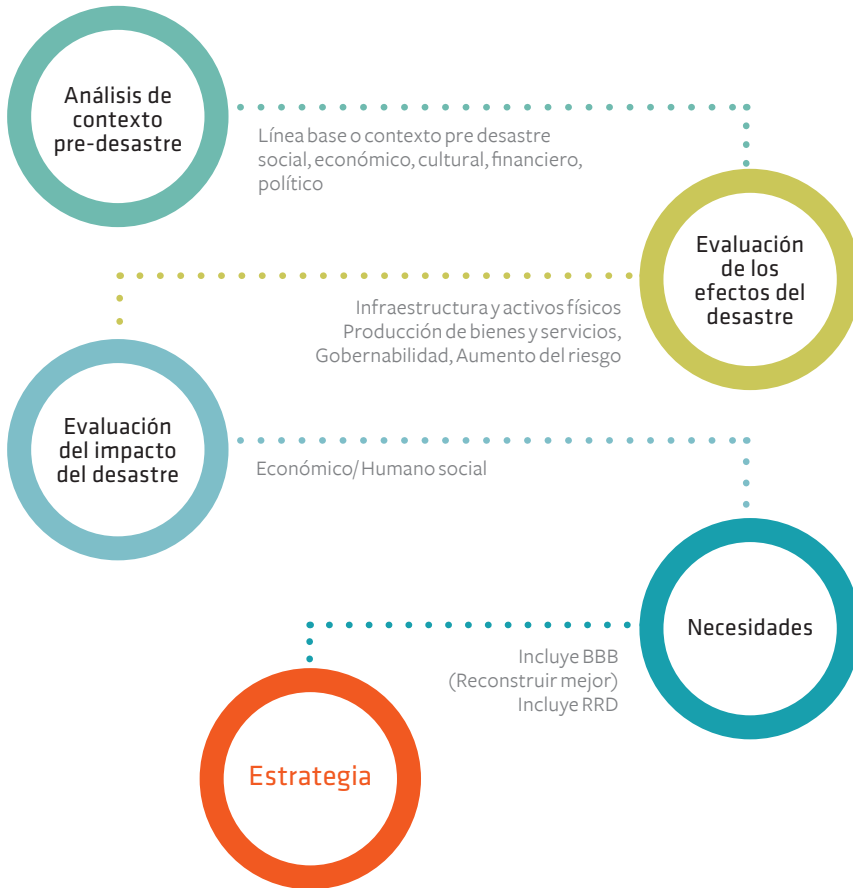 Análisis de
contexto
pre-desastre
Línea base o contexto pre desastre
social, económico, cultural, financiero,
político
Evaluación
de los
efectos del
desastre
Infraestructura y activos físicos
Producción de bienes y servicios,
Gobernabilidad, Aumento del riesgo
Evaluación
del impacto
del desastre
Económico/ Humano social
Necesidades
Incluye BBB
(Reconstruir mejor)
Incluye RRD
Estrategia